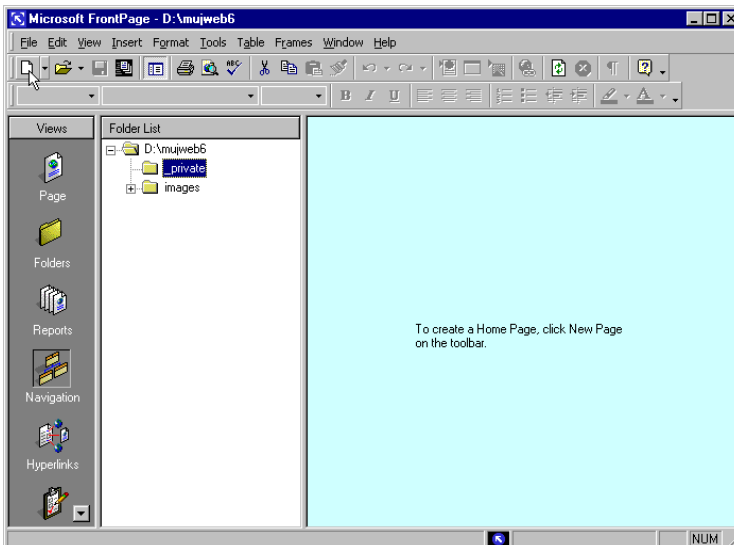 Microsoft FrontPage - D:\mujweb6
File Edit View Insert Format Tools Table Frames Window Help
ABC
B I U A
Views
Folder List
D:\mujweb6
_private
images
Page
Folders
Reports
Navigation
Hyperlinks
To create a Home Page, click New Page
on the toolbar.
NUM